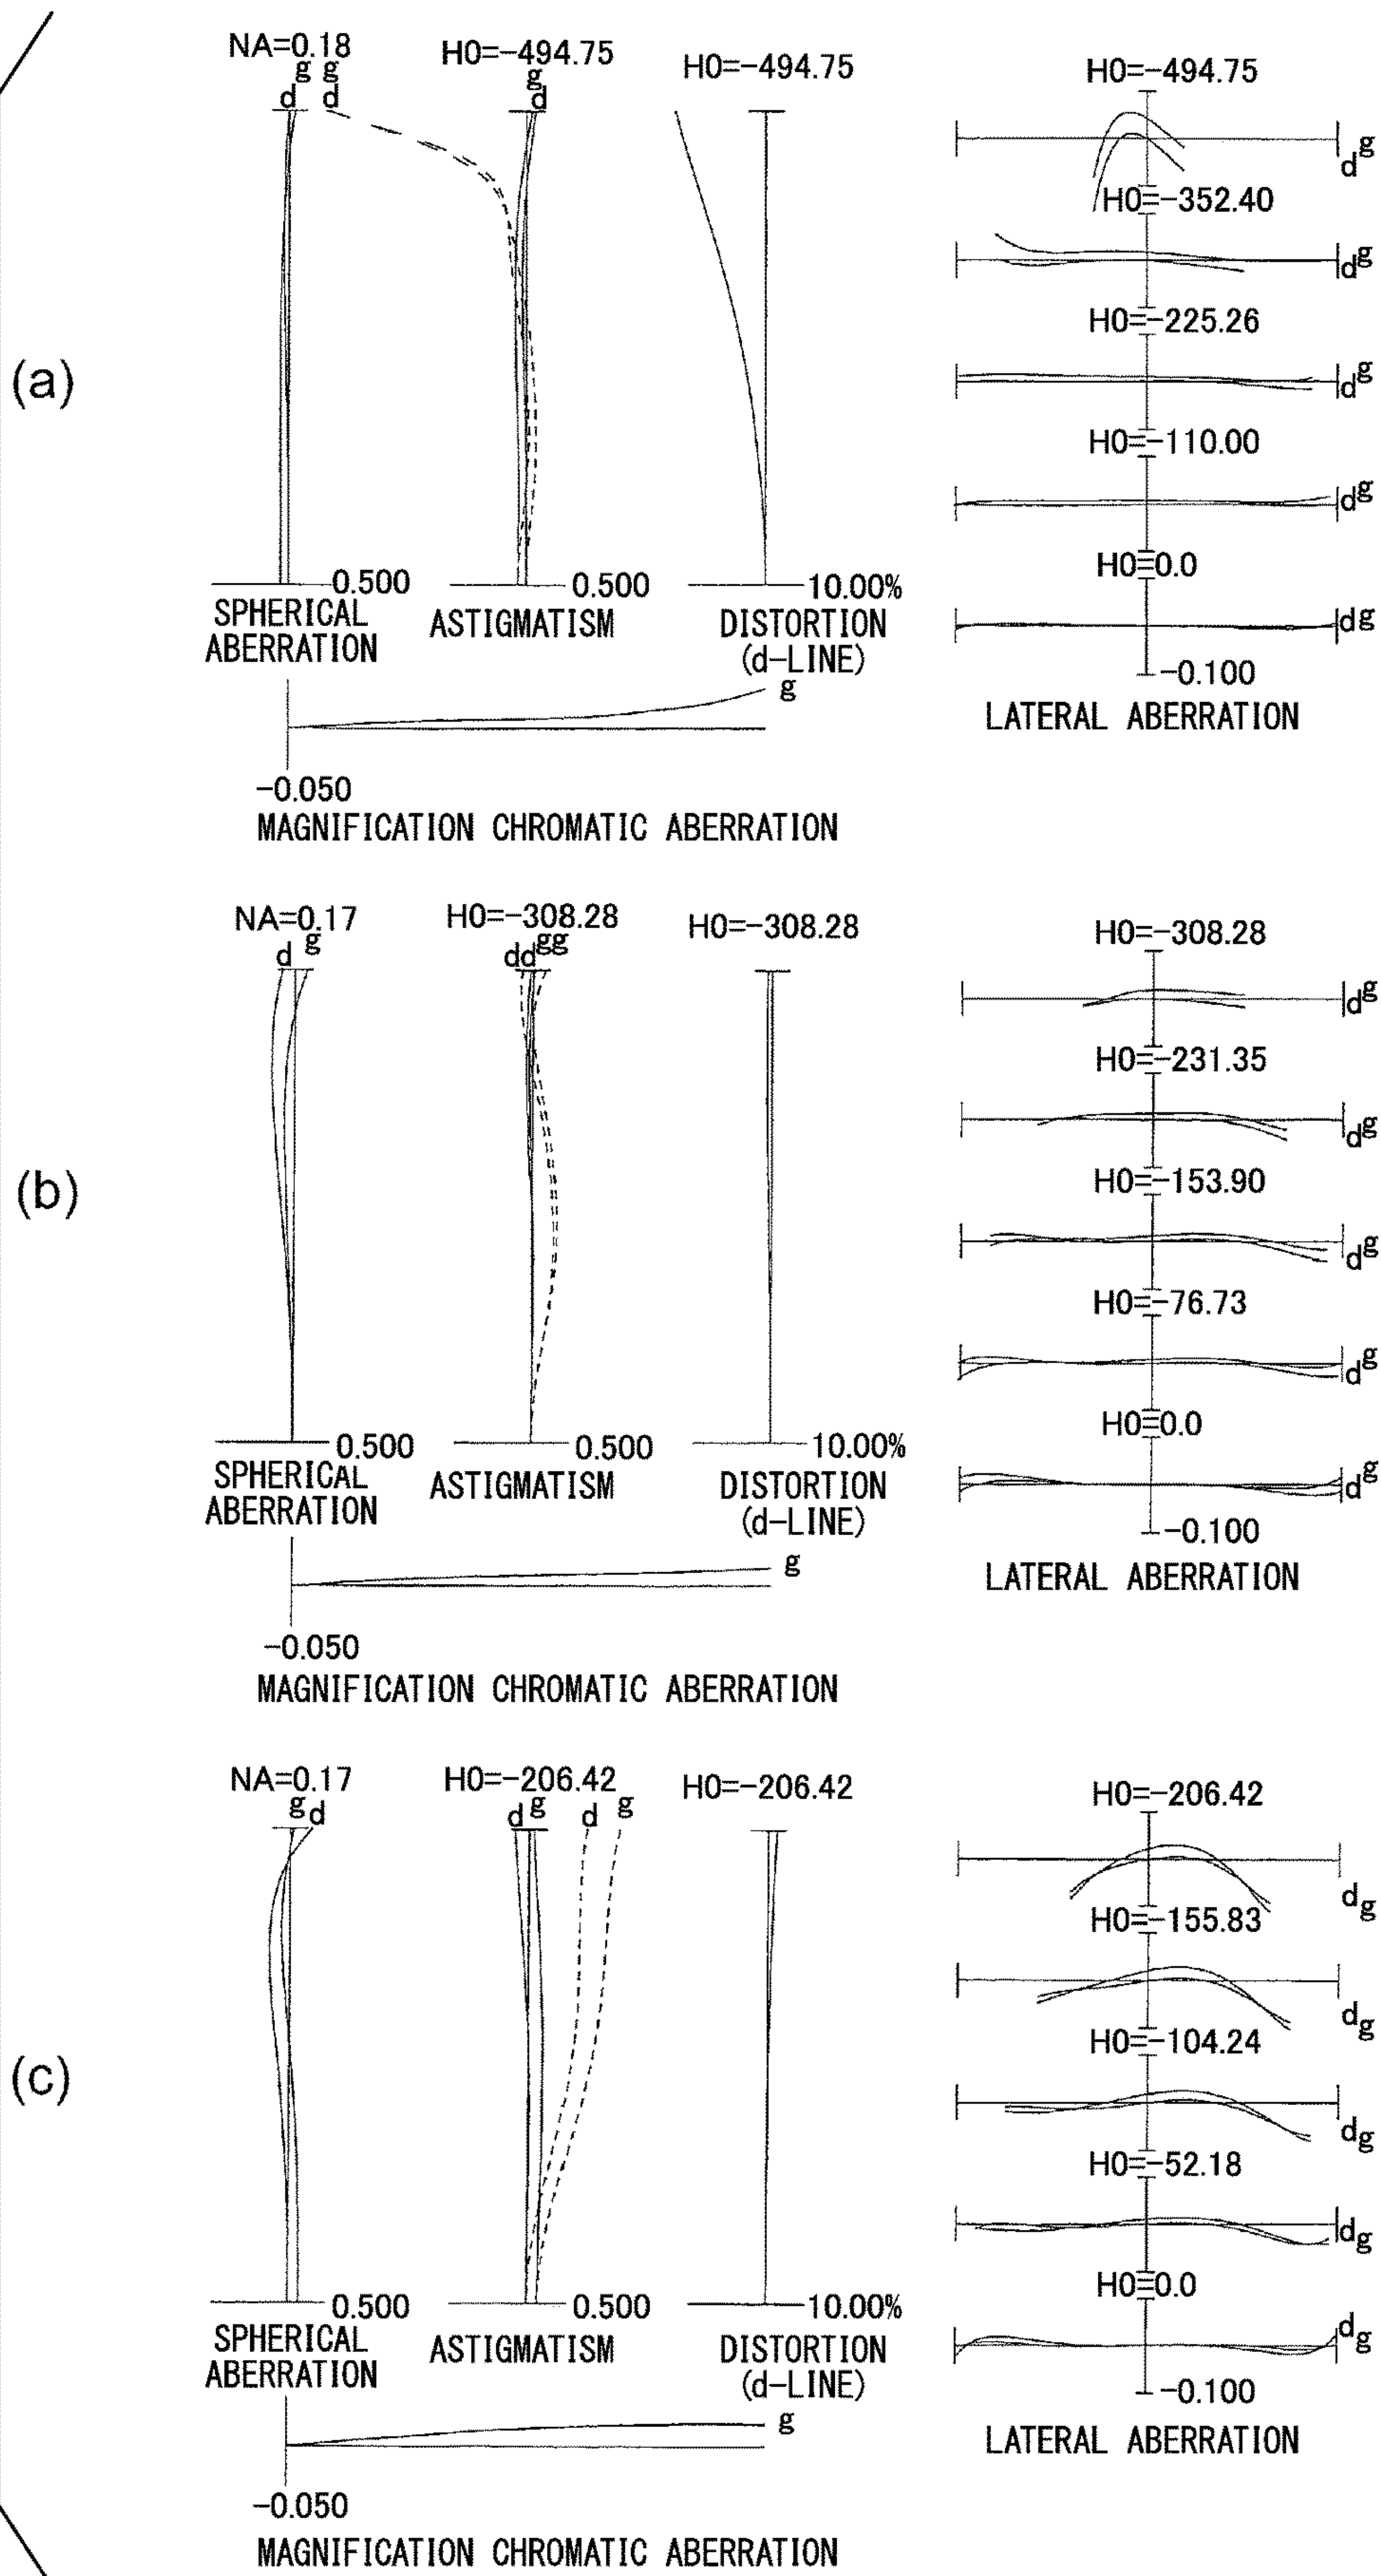 (a)
NA=0.18
d g
H0=-494.75
g
d
g
d
H0=-494.75
0.500
SPHERICAL
ABERRATION
0.500
ASTIGMATISM
10.00%
DISTORTION
(d-LINE)
g
-0.050
MAGNIFICATION CHROMATIC ABERRATION
H0=-494.75
d g
H0=-352.40
d g
H0=-225.26
d g
H0=-110.00
d g
H0=0.0
d g
-0.100
LATERAL ABERRATION
(b)
NA=0.17
d g
H0=-308.28
dd gg
H0=-308.28
0.500
SPHERICAL
ABERRATION
0.500
ASTIGMATISM
10.00%
DISTORTION
(d-LINE)
g
-0.050
MAGNIFICATION CHROMATIC ABERRATION
H0=-308.28
d g
H0=-231.35
d g
H0=-153.90
d g
H0=-76.73
d g
H0=0.0
d g
-0.100
LATERAL ABERRATION
(c)
NA=0.17
g d
H0=-206.42
d g d g
H0=-206.42
0.500
SPHERICAL
ABERRATION
0.500
ASTIGMATISM
10.00%
DISTORTION
(d-LINE)
g
-0.050
MAGNIFICATION CHROMATIC ABERRATION
H0=-206.42
d g
H0=-155.83
d g
H0=-104.24
d g
H0=-52.18
d g
H0=0.0
d g
-0.100
LATERAL ABERRATION